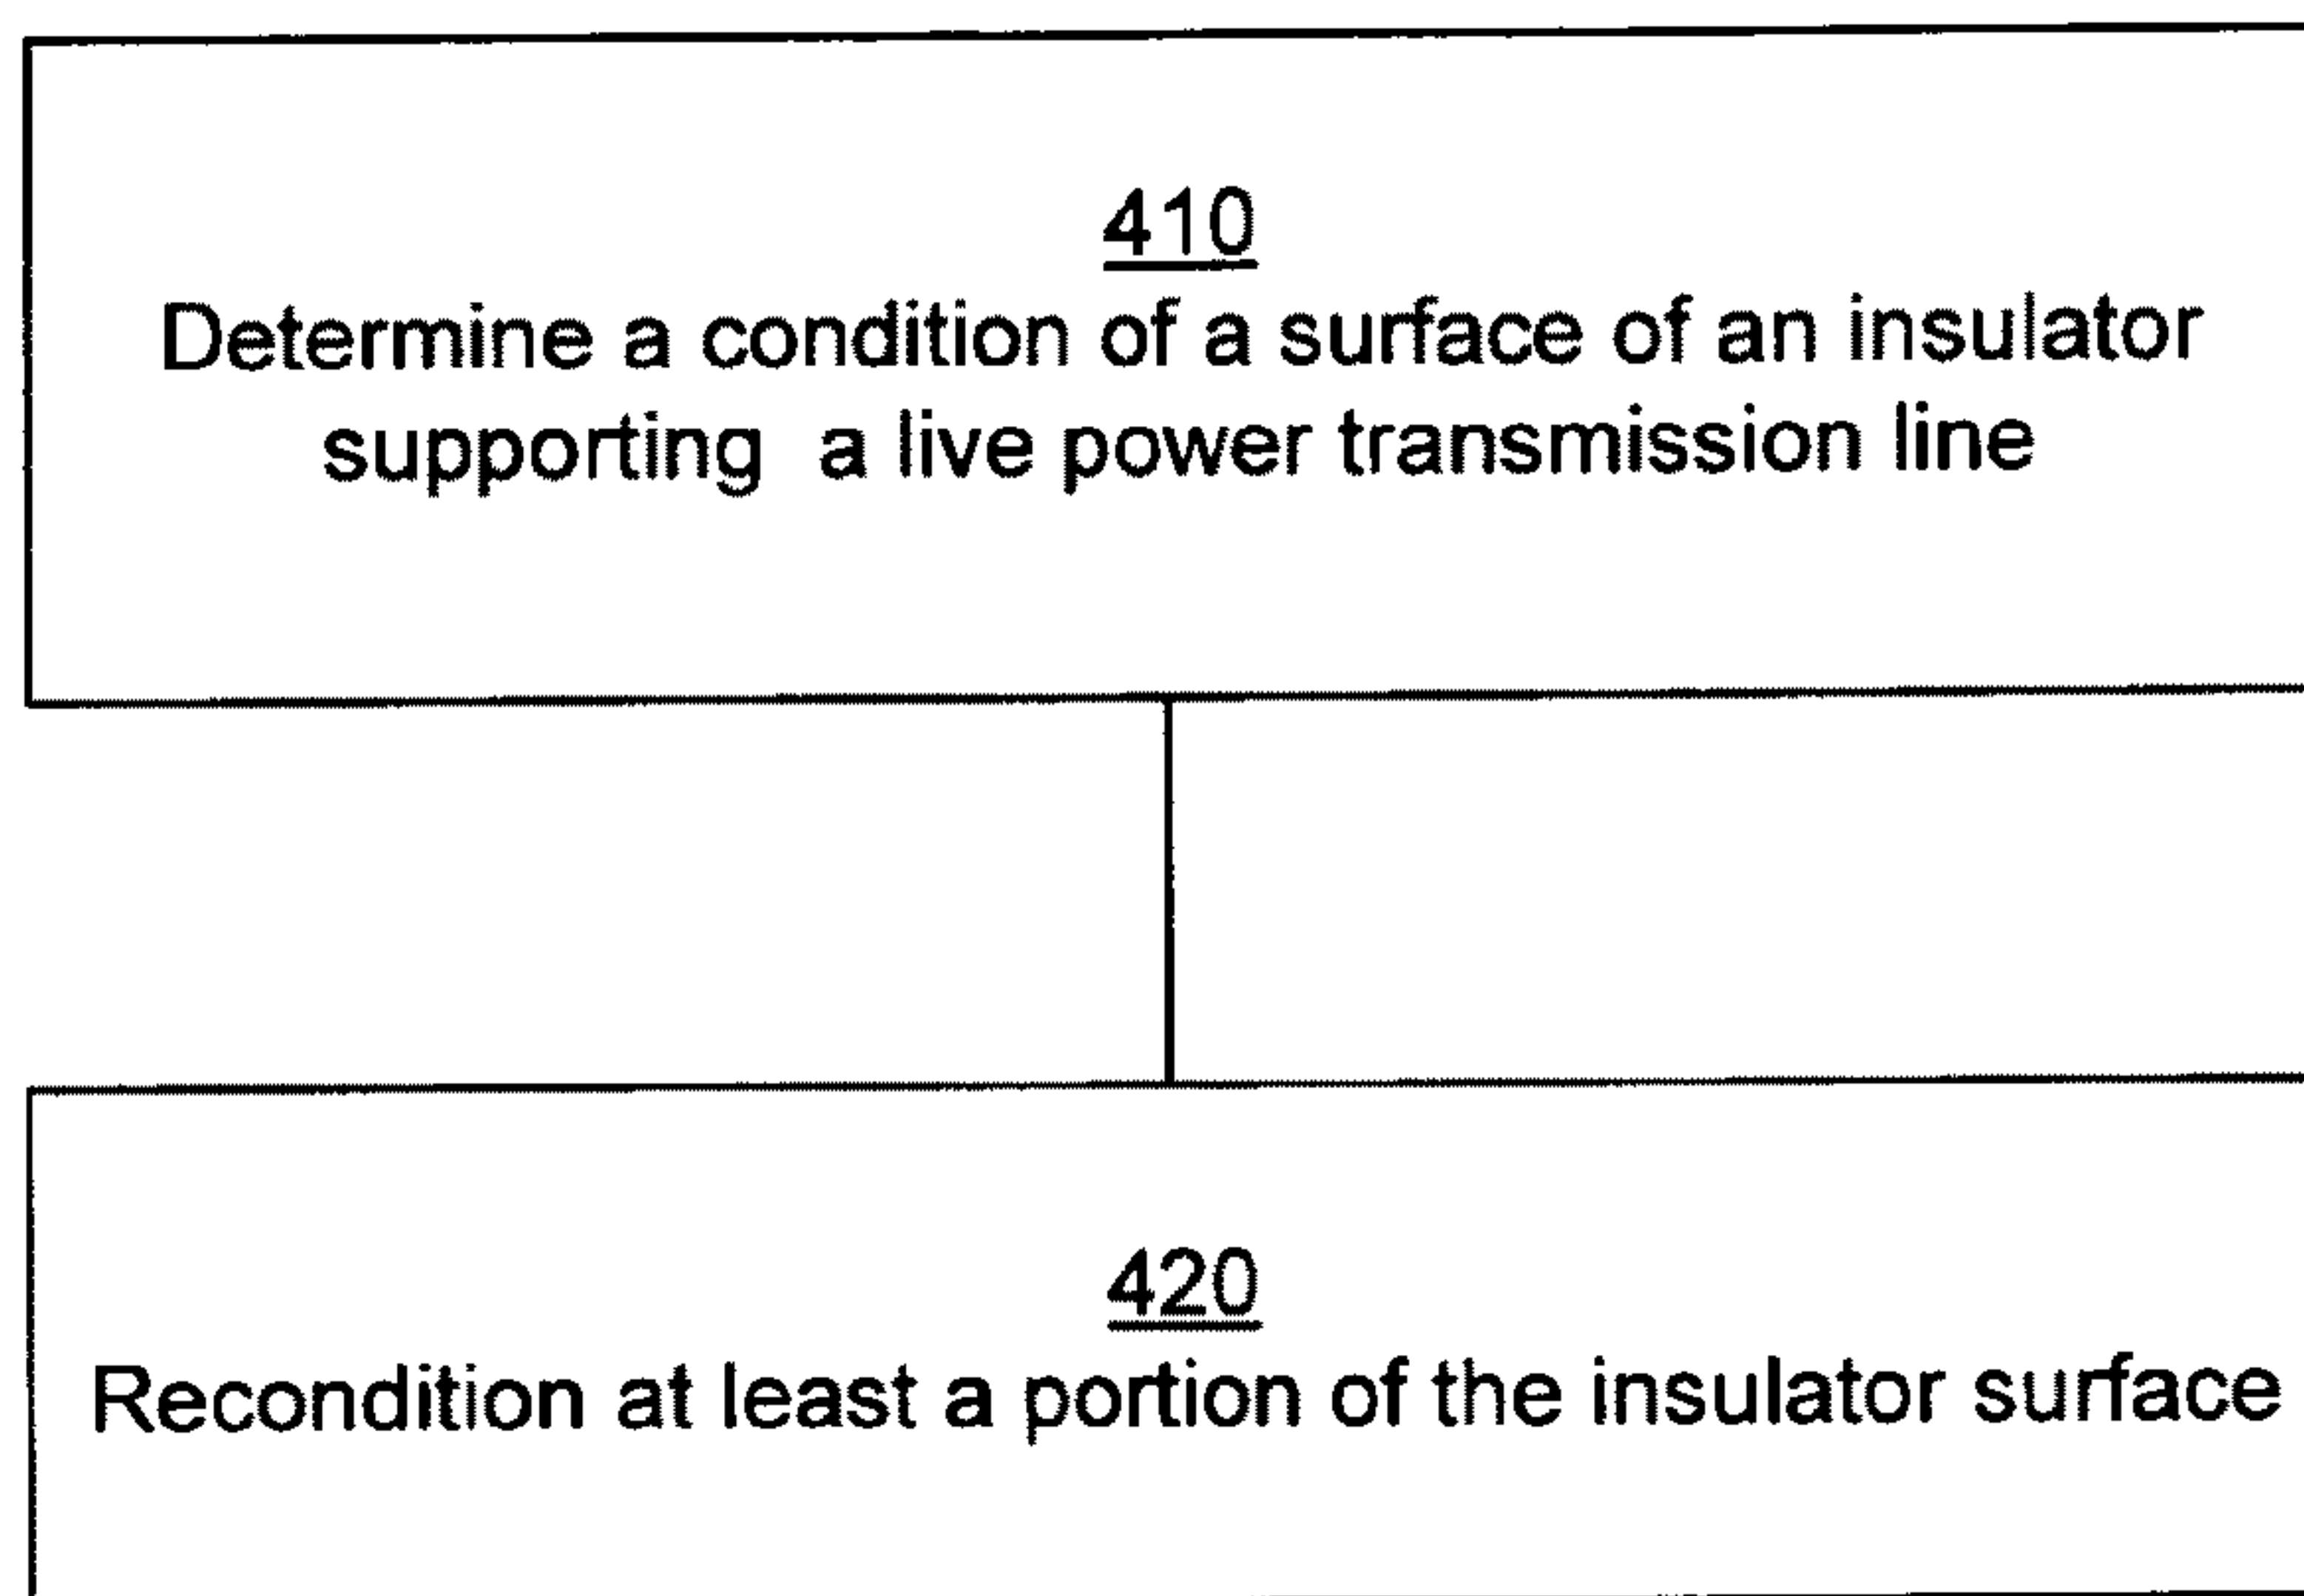 410
Determine a condition of a surface of an insulator
supporting a live power transmission line
420
Recondition at least a portion of the insulator surface